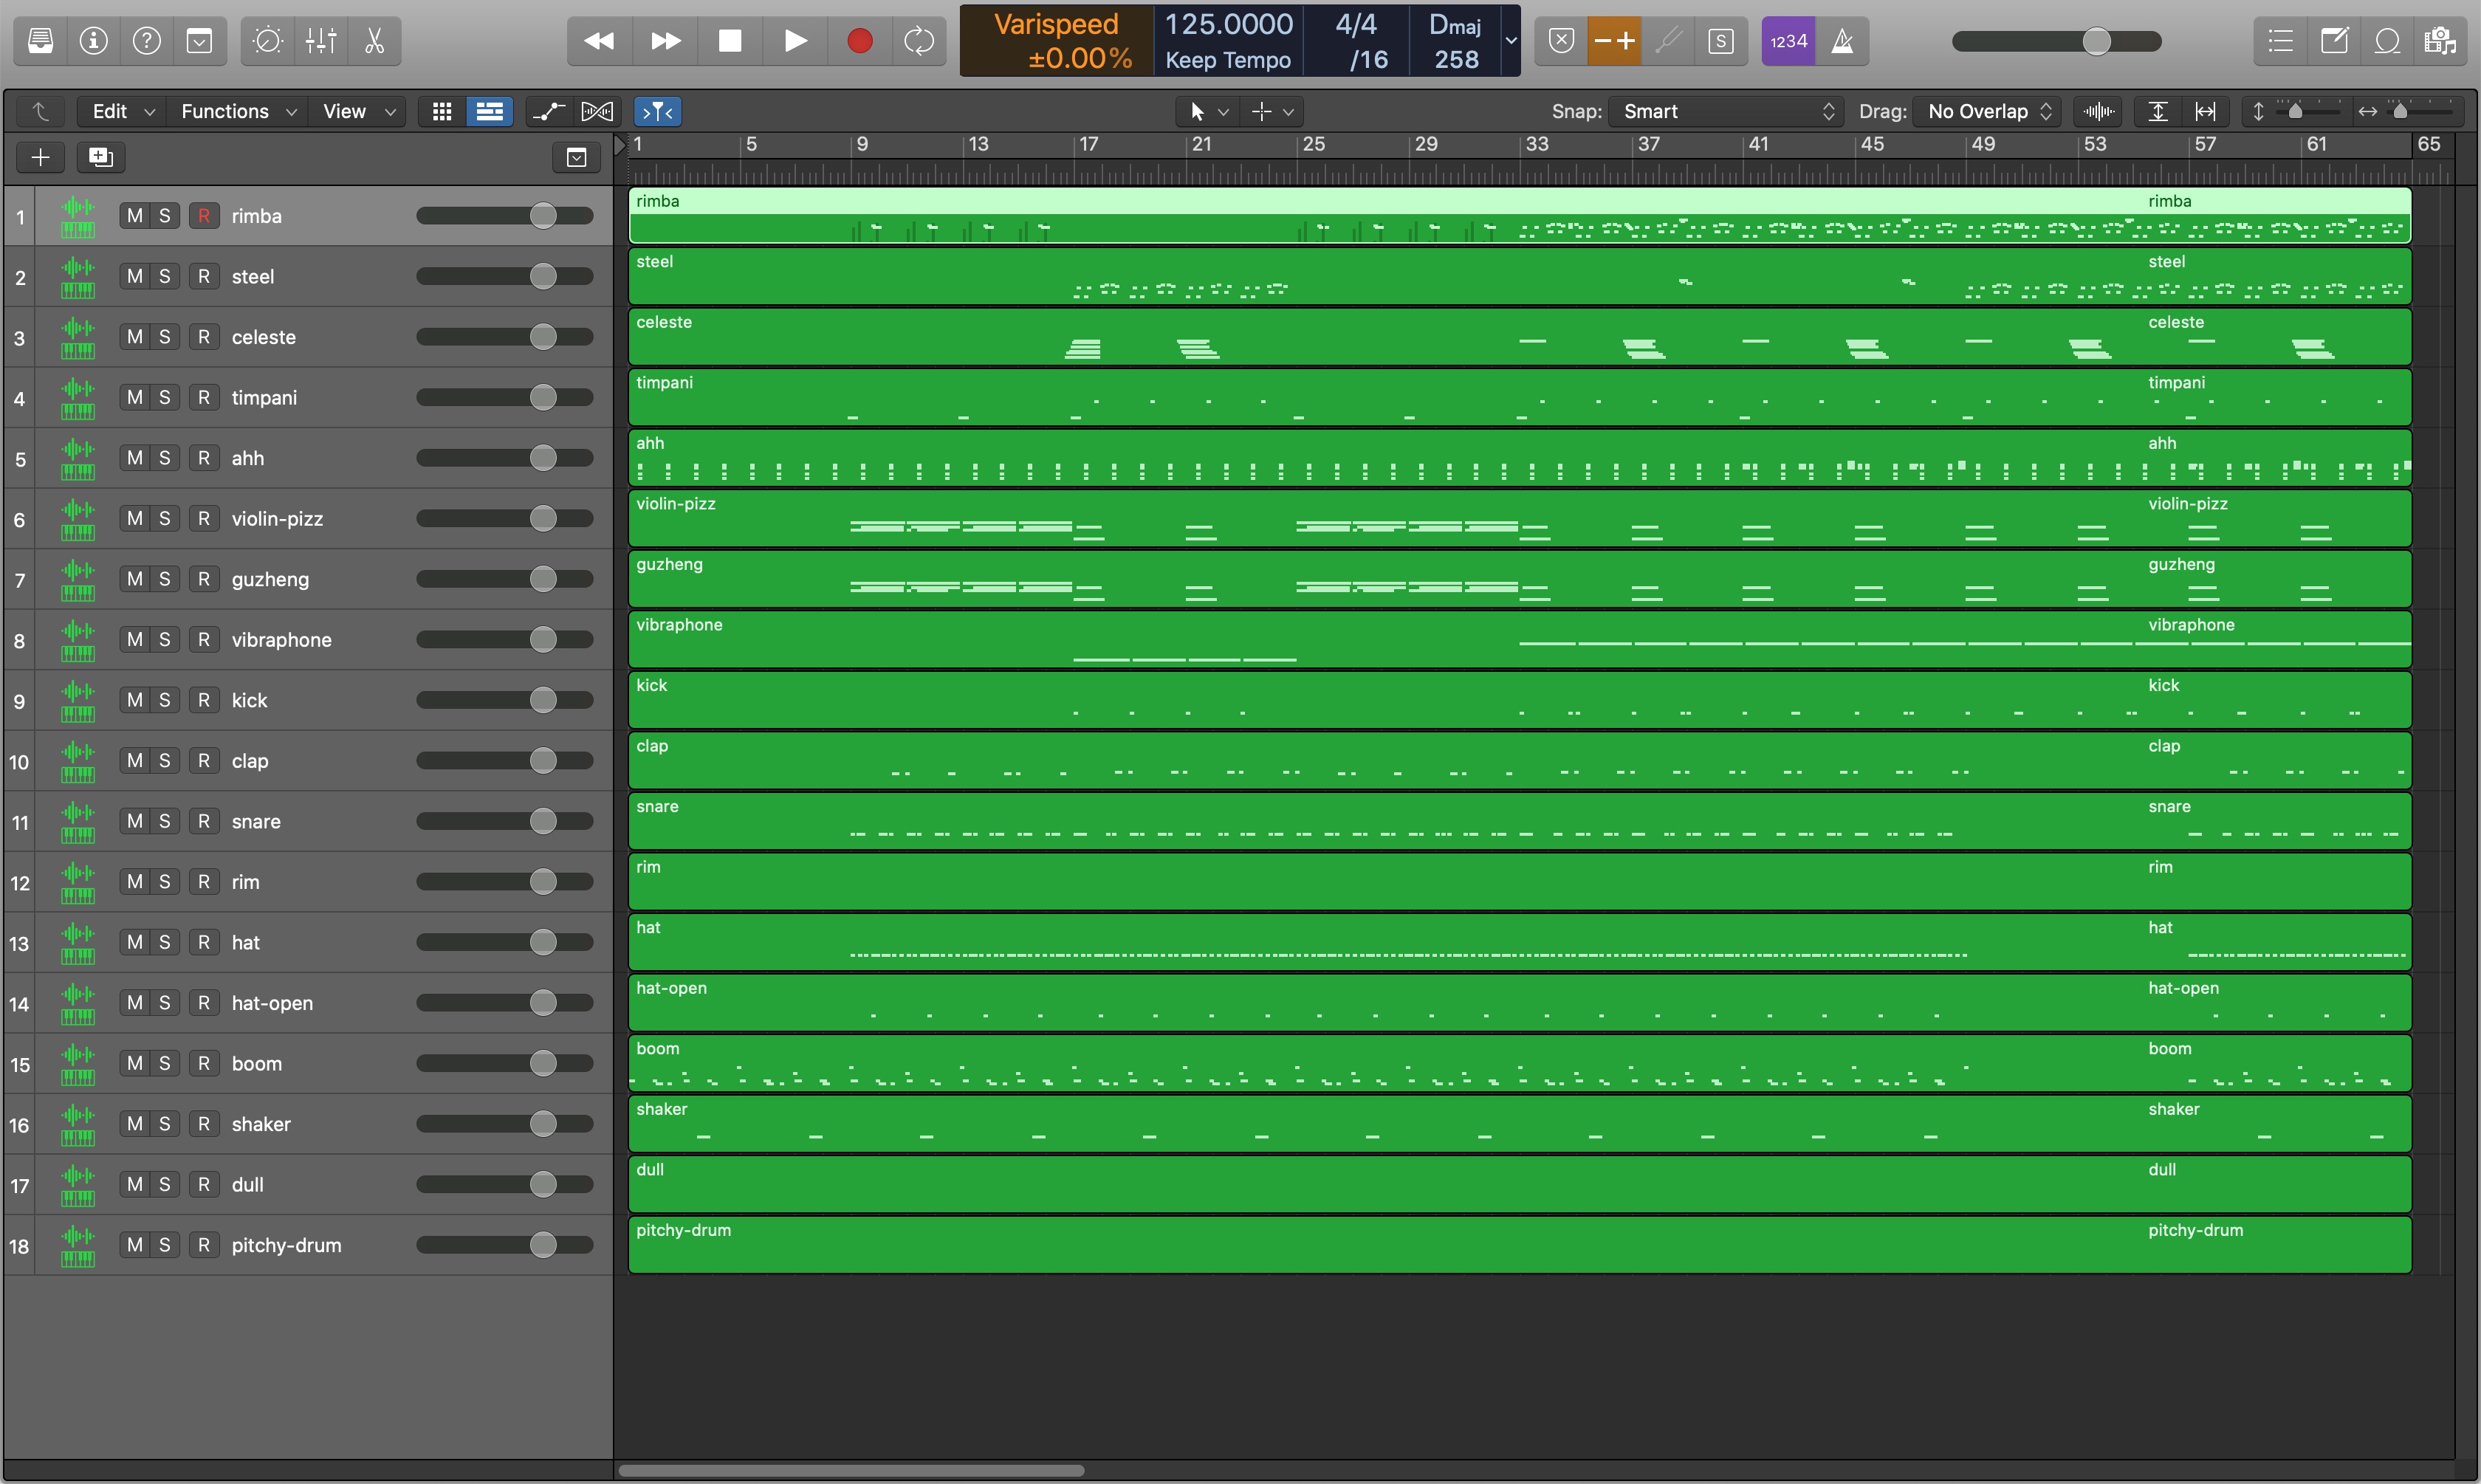 Varispeed 125.0000 4/4 Dmaj
±0.00% Keep Tempo /16 258
S 1234
Edit Functions View Snap: Smart Drag: No Overlap
1 5 9 13 17 21 25 29 33 37 41 45 49 53 57 61 65
1 M S R rimba rimba rimba
2 M S R steel steel steel
3 M S R celeste celeste celeste
4 M S R timpani timpani timpani
5 M S R ahh ahh ahh
6 M S R violin-pizz violin-pizz violin-pizz
7 M S R guzheng guzheng guzheng
8 M S R vibraphone vibraphone vibraphone
9 M S R kick kick kick
10 M S R clap clap clap
11 M S R snare snare snare
12 M S R rim rim rim
13 M S R hat hat hat
14 M S R hat-open hat-open hat-open
15 M S R boom boom boom
16 M S R shaker shaker shaker
17 M S R dull dull dull
18 M S R pitchy-drum pitchy-drum pitchy-drum